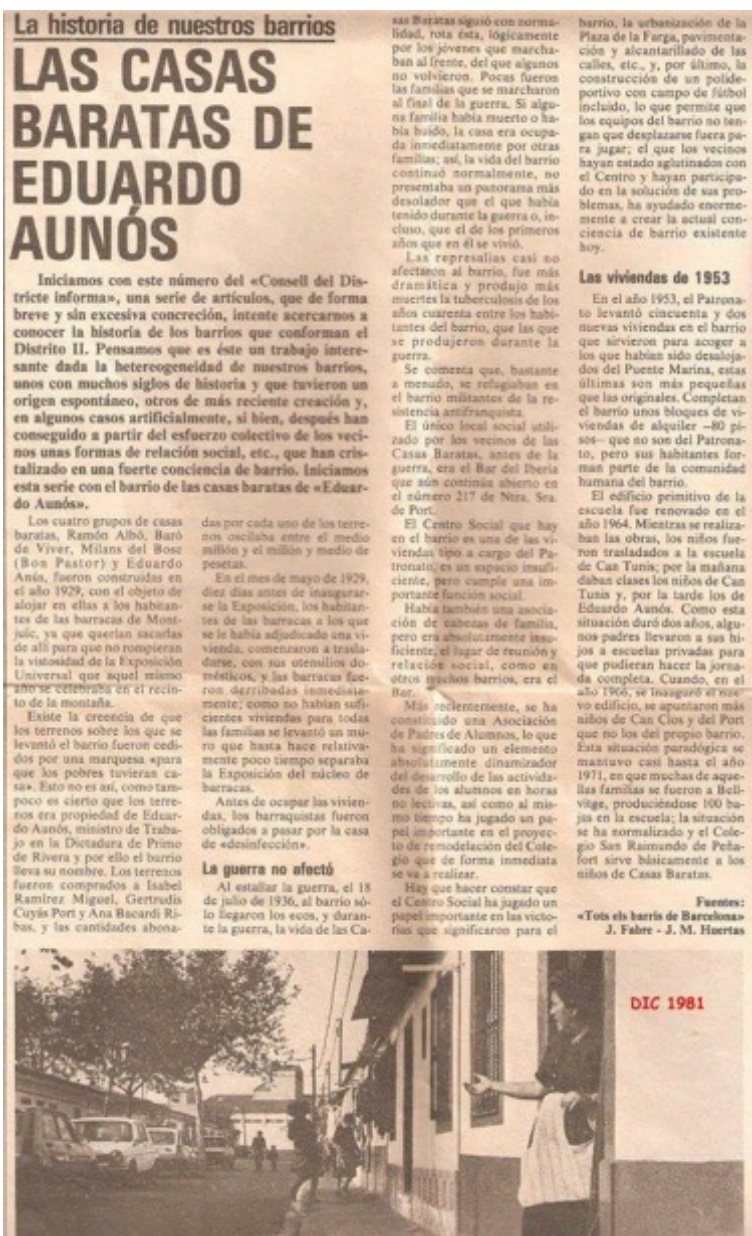 La historia de nuestros barrios
LAS CASAS
BARATAS DE
EDUARDO
AUNÓS
Iniciamos con este número del «Consell del Dis-
tricte informa», una serie de artículos, que de forma
breve y sin excesiva concreción, intente acercarnos a
conocer la historia de los barrios que conforman el
Distrito II. Pensamos que es éste un trabajo intere-
sante dada la hetereogeneidad de nuestros barrios,
unos con muchos siglos de historia y que tuvieron un
origen espontáneo, otros de más reciente creación y,
en algunos casos artificialmente, si bien, después han
conseguido a partir del esfuerzo colectivo de los veci-
nos unas formas de relación social, etc., que han cris-
talizado en una fuerte conciencia de barrio. Iniciamos
esta serie con el barrio de las casas baratas de «Eduar-
do Aunós».
Los cuatro grupos de casas
baratas, Ramón Albó, Baró
de Viver, Milans del Bosc
(Bon Pastor) y Eduardo
Anús, fueron construidas en
el año 1929, con el objeto de
alojar en ellas a los habitan-
tes de las barracas de Mont-
juïc, ya que querían sacarlas
de allí para que no rompieran
la vistosidad de la Exposición
Universal que aquel mismo
año se celebraba en el recin-
to de la montaña.
Existe la creencia de que
los terrenos sobre los que se
levantó el barrio fueron cedi-
dos por una marquesa «para
que los pobres tuvieran ca-
sa». Esto no es así, como tam-
poco es cierto que los terre-
nos era propiedad de Eduar-
do Aunós, ministro de Traba-
jo en la Dictadura de Primo
de Rivera y por ello el barrio
lleva su nombre. Los terrenos
fueron comprados a Isabel
Ramírez Miguel, Gertrudis
Cuyás Port y Ana Bacardi Ri-
bas, y las cantidades abona-
das por cada uno de los terre-
nos oscilaba entre el medio
millón y el millón y medio de
pesetas.
En el mes de mayo de 1929,
diez días antes de inaugurar-
se la Exposición, los habitan-
tes de las barracas a los que
se le había adjudicado una vi-
vienda, comenzaron a trasla-
darse, con sus utensilios do-
mésticos, y las barracas fue-
ron derribadas inmediata-
mente; como no habían sufi-
cientes viviendas para todas
las familias se levantó un mu-
ro que hasta hace relativa-
mente poco tiempo separaba
la Exposición del núcleo de
barracas.
Antes de ocupar las vivien-
das, los barraquistas fueron
obligados a pasar por la casa
de «desinfección».
La guerra no afectó
Al estallar la guerra, el 18
de julio de 1936, al barrio só-
lo llegaron los ecos, y duran-
te la guerra, la vida de las Ca-
sas Baratas siguió con norma-
lidad, rota ésta, lógicamente
por los jóvenes que marcha-
ban al frente, del que algunos
no volvieron. Pocas fueron
las familias que se marcharon
al final de la guerra. Si algu-
na familia había muerto o ha-
bía huido, la casa era ocupa-
da inmediatamente por otras
familias; así, la vida del barrio
continuó normalmente, no
presentaba un panorama más
desolador que el que había
tenido durante la guerra o, in-
cluso, que el de los primeros
años que en él se vivió.
Las represalias casi no
afectaron al barrio, fue más
dramática y produjo más
muertes la tuberculosis de los
años cuarenta entre los habi-
tantes del barrio, que las que
se produjeron durante la
guerra.
Se comenta que, bastante
a menudo, se refugiaban en
el barrio militantes de la re-
sistencia antifranquista.
El único local social utili-
zado por los vecinos de las
Casas Baratas, antes de la
guerra, era el Bar del Iberia
que aún continúa abierto en
el número 217 de Ntra. Sra.
de Port.
El Centro Social que hay
en el barrio es una de las vi-
viendas tipo a cargo del Pa-
tronato; es un espacio insufi-
ciente, pero cumple una im-
portante función social.
Había también una asocia-
ción de cabezas de familia,
pero era absolutamente insu-
ficiente, el lugar de reunión y
relación social, como en
otros muchos barrios, era el
Bar.
Más recientemente, se ha
constituido una Asociación
de Padres de Alumnos, lo que
ha significado un elemento
absolutamente dinamizador
del desarrollo de las activida-
des de los alumnos en horas
no lectivas, así como al mis-
mo tiempo ha jugado un pa-
pel importante en el proyec-
to de remodelación del Cole-
gio que de forma inmediata
se va a realizar.
Hay que hacer constar que
el Centro Social ha jugado un
papel importante en las victo-
rias que significaron para el
barrio, la urbanización de la
Plaza de la Farga, pavimenta-
ción y alcantarillado de las
calles, etc., y, por último, la
construcción de un polide-
portivo con campo de fútbol
incluido, lo que permite que
los equipos del barrio no ten-
gan que desplazarse fuera pa-
ra jugar; el que los vecinos
hayan estado aglutinados con
el Centro y hayan participa-
do en la solución de sus pro-
blemas, ha ayudado enorme-
mente a crear la actual con-
ciencia de barrio existente
hoy.
Las viviendas de 1953
En el año 1953, el Patrona-
to levantó cincuenta y dos
nuevas viviendas en el barrio
que sirvieron para acoger a
los que habían sido desaloja-
dos del Puente Marina, estas
últimas son más pequeñas
que las originales. Completan
el barrio unos bloques de vi-
viendas de alquiler –80 pi-
sos– que no son del Patrona-
to, pero sus habitantes for-
man parte de la comunidad
humana del barrio.
El edificio primitivo de la
escuela fue renovado en el
año 1964. Mientras se realiza-
ban las obras, los niños fue-
ron trasladados a la escuela
de Can Tunis; por la mañana
daban clases los niños de Can
Tunis y, por la tarde los de
Eduardo Aunós. Como esta
situación duró dos años, algu-
nos padres llevaron a sus hi-
jos a escuelas privadas para
que pudieran hacer la jorna-
da completa. Cuando, en el
año 1966, se inauguró el nue-
vo edificio, se apuntaron más
niños de Can Clos y del Port
que no los del propio barrio.
Esta situación paradógica se
mantuvo casi hasta el año
1971, en que muchas de aque-
llas familias se fueron a Bell-
vitge, produciéndose 100 ba-
jas en la escuela; la situación
se ha normalizado y el Cole-
gio San Raimundo de Peña-
fort sirve básicamente a los
niños de Casas Baratas.
Fuentes:
«Tots els barris de Barcelona»
J. Fabre - J. M. Huertas
DIC 1981